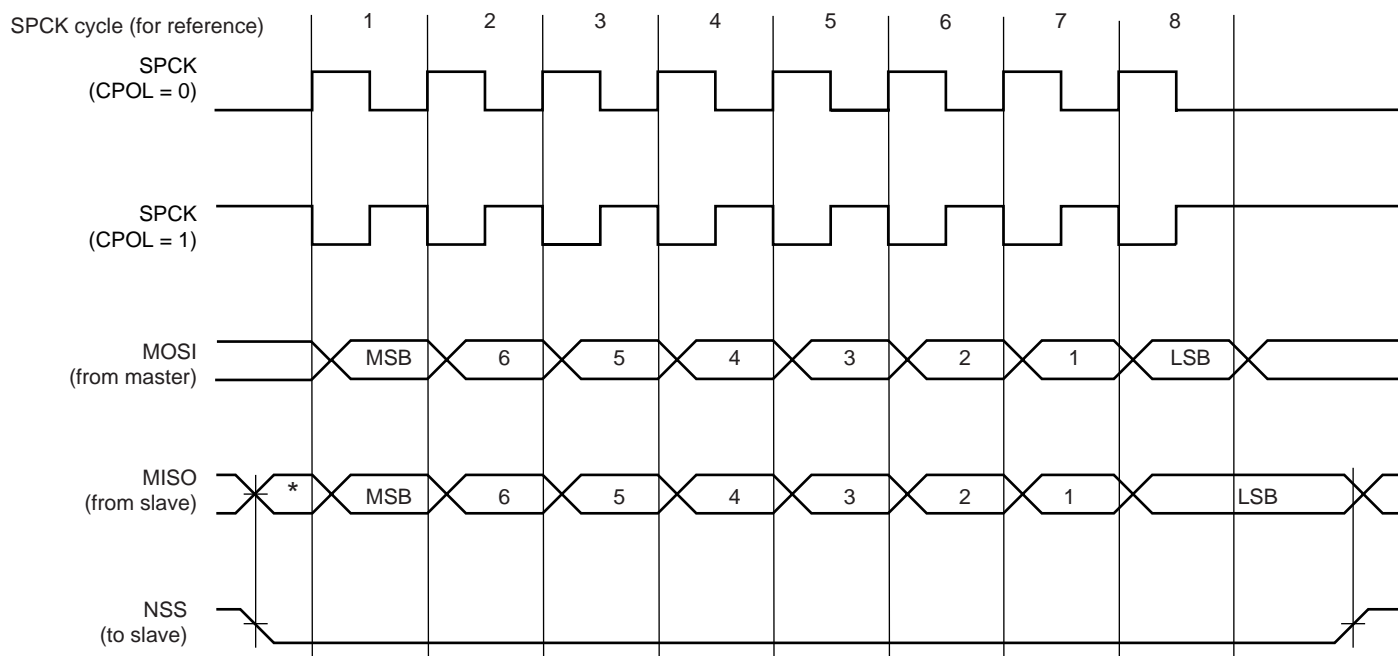 SPCK cycle (for reference) 1 2 3 4 5 6 7 8
SPCK
(CPOL = 0)
SPCK
(CPOL = 1)
MOSI
(from master)
MSB 6 5 4 3 2 1 LSB
MISO
(from slave)
* MSB 6 5 4 3 2 1 LSB
NSS
(to slave)